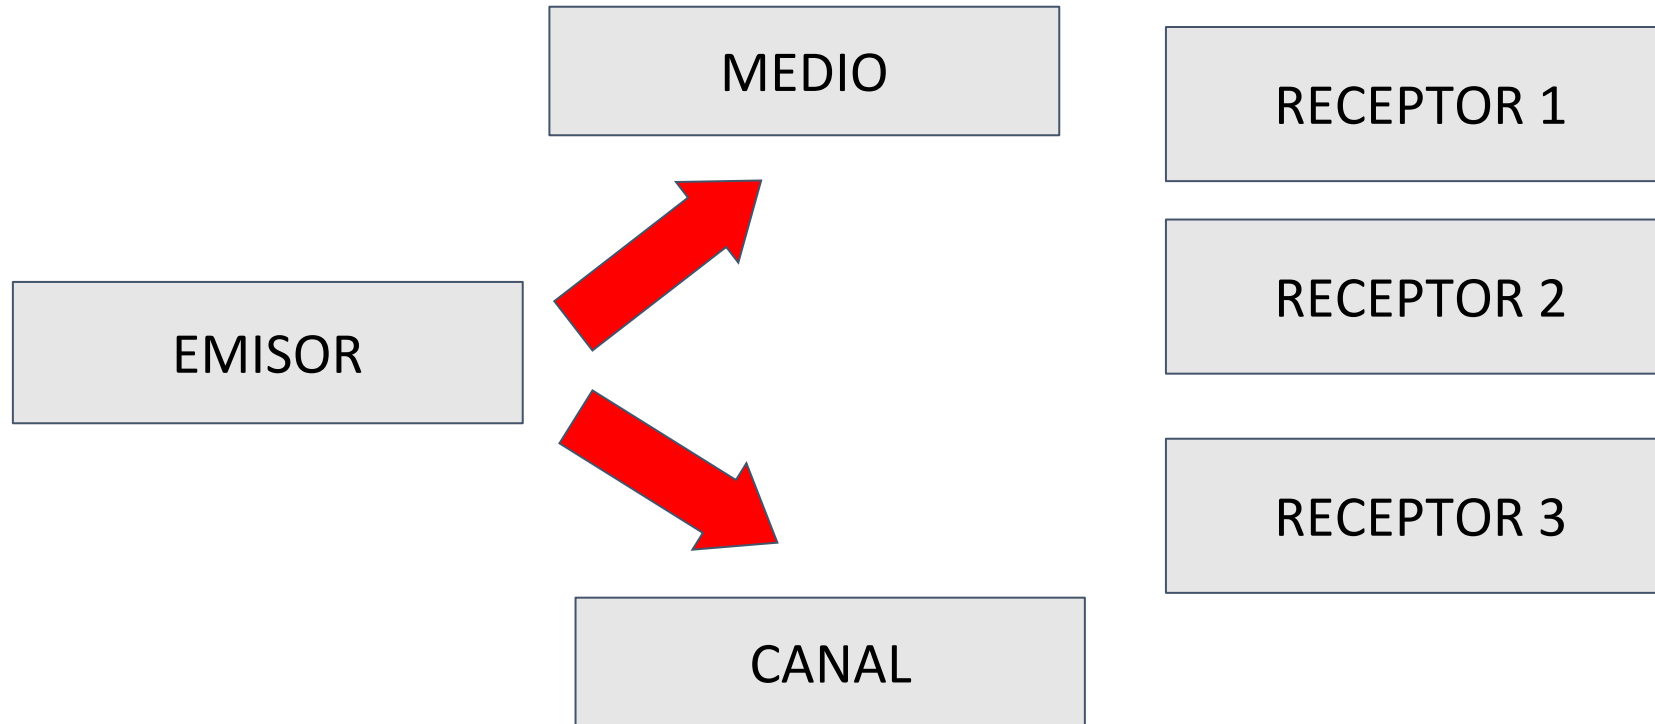 MEDIO
RECEPTOR 1
RECEPTOR 2
EMISOR
RECEPTOR 3
CANAL